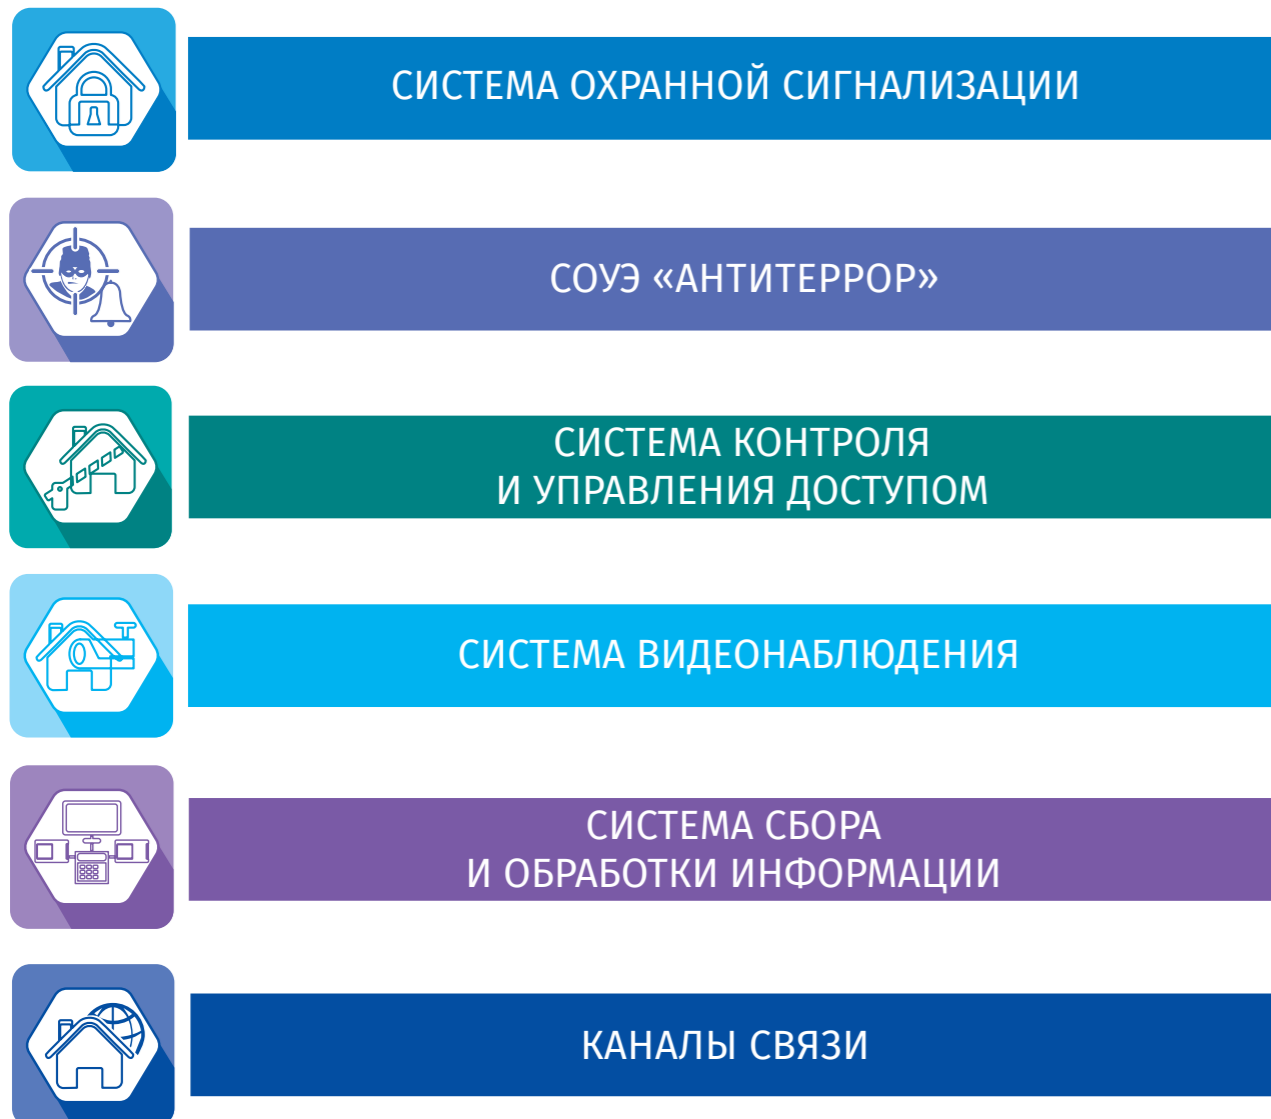 СИСТЕМА ОХРАННОЙ СИГНАЛИЗАЦИИ
СОУЭ «АНТИТЕРРОР»
СИСТЕМА КОНТРОЛЯ
И УПРАВЛЕНИЯ ДОСТУПОМ
СИСТЕМА ВИДЕОНАБЛЮДЕНИЯ
СИСТЕМА СБОРА
И ОБРАБОТКИ ИНФОРМАЦИИ
КАНАЛЫ СВЯЗИ